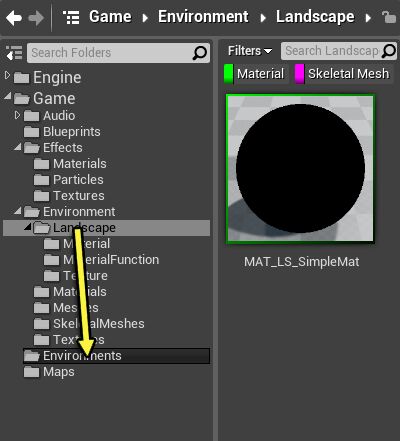 Game Environment Landscape
Search Folders
Filters
Search Landscap
Material
Skeletal Mesh
Engine
Game
Audio
Blueprints
Effects
Materials
Particles
Textures
Environment
Landscape
Material
MaterialFunction
Texture
Materials
Meshes
SkeletalMeshes
Textures
Environments
Maps
MAT_LS_SimpleMat